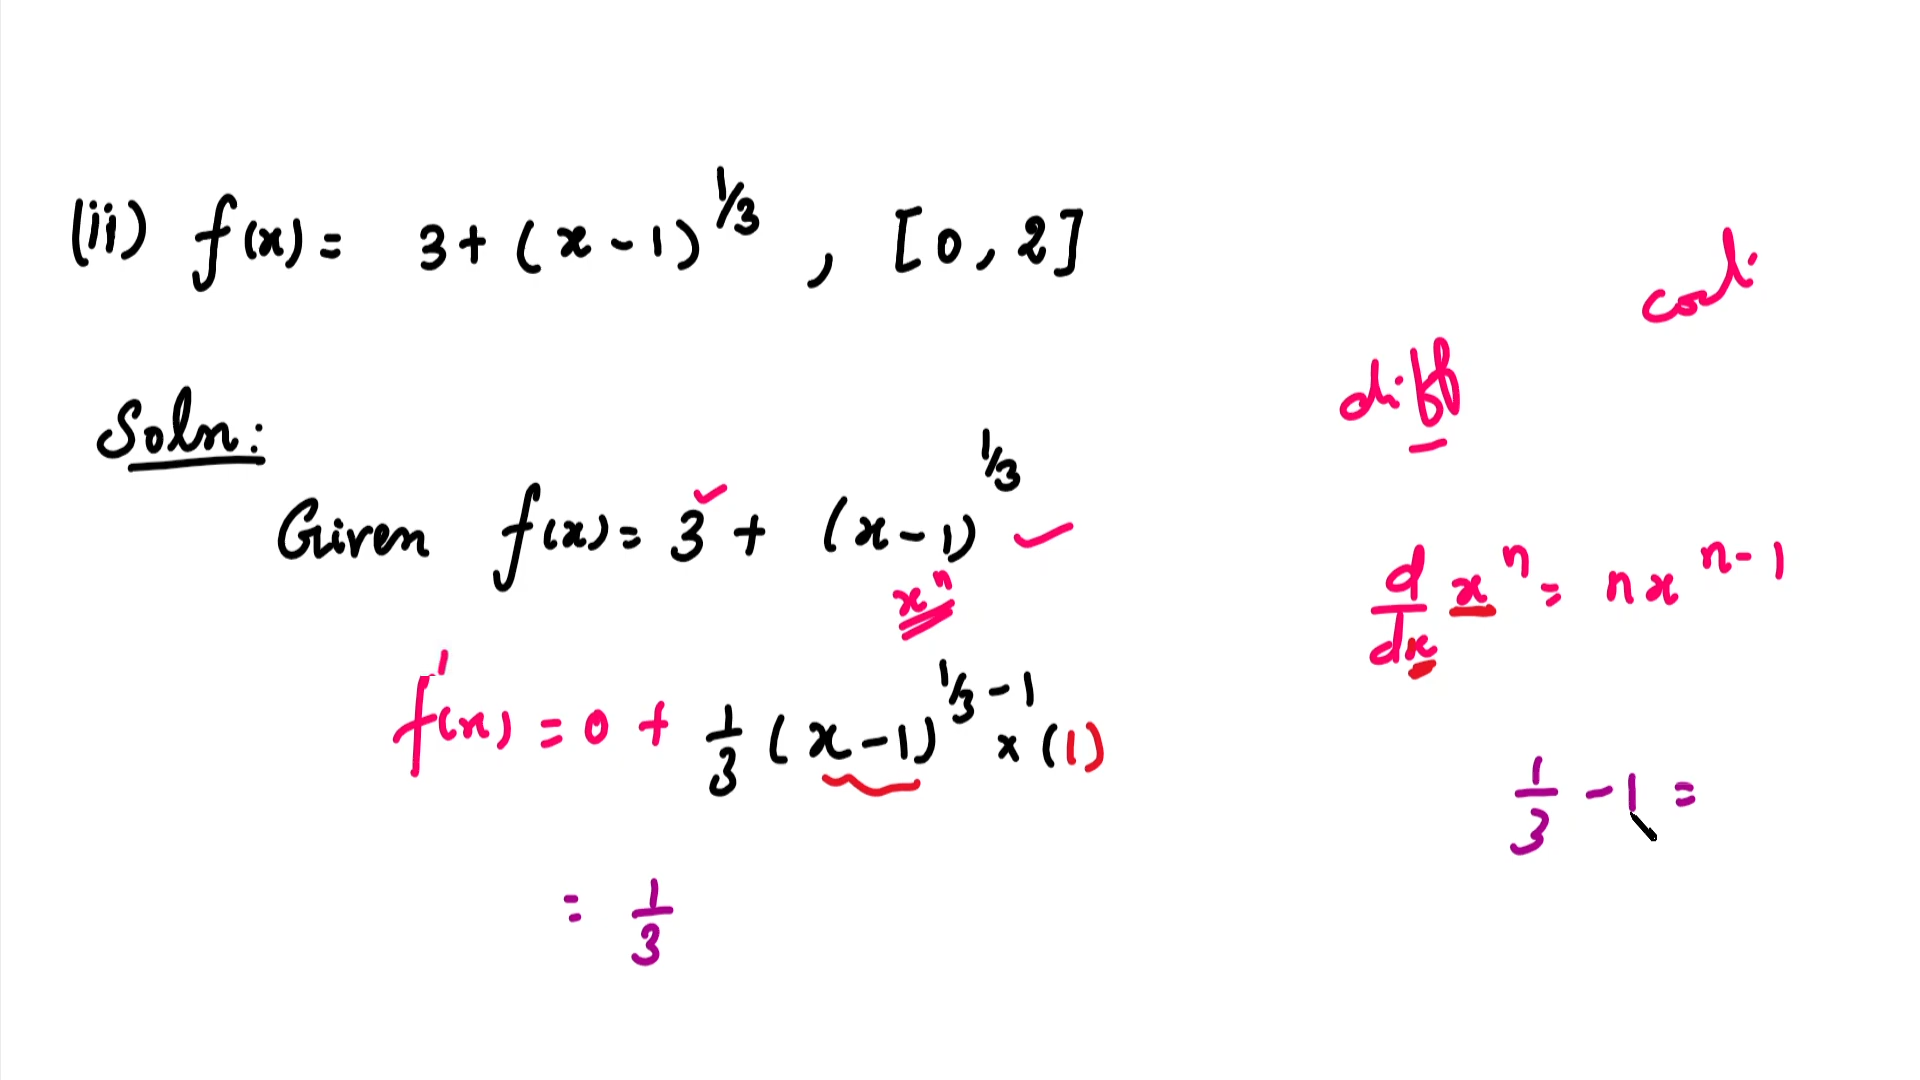 (ii) f(x) = 3 + (x - 1)^1/3 , [0, 2]
Soln:
diff
Given f(x) = 3 + (x - 1)^1/3
x^n
d/dx x^n = n x^n-1
f'(x) = 0 + 1/3 (x - 1)^1/3 - 1 × (1)
1/3 - 1 =
= 1/3